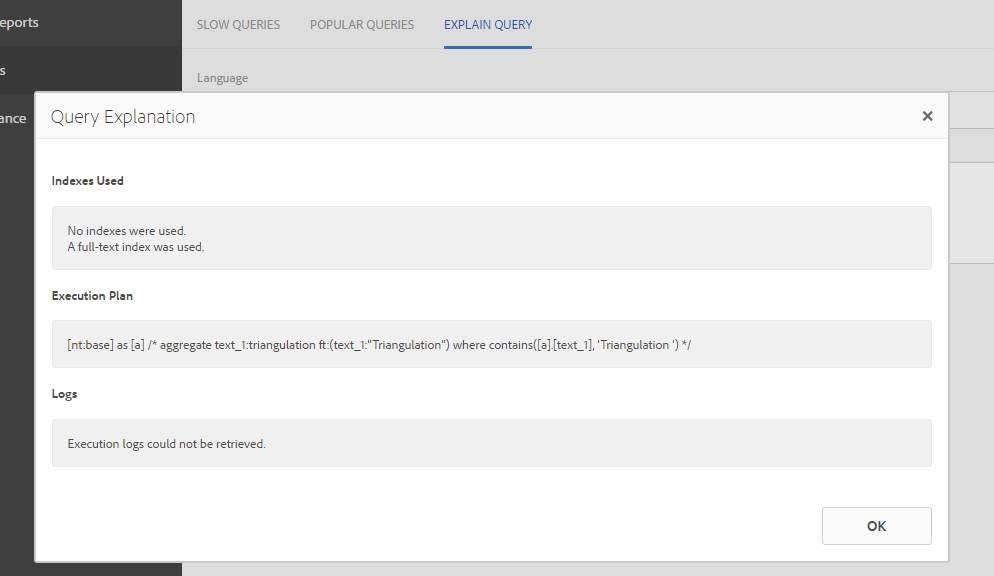 eports
SLOW QUERIES POPULAR QUERIES EXPLAIN QUERY
s
Language
ance
Query Explanation ×
Indexes Used
No indexes were used.
A full-text index was used.
Execution Plan
[nt:base] as [a] /* aggregate text_1:triangulation ft:(text_1:"Triangulation") where contains([a].[text_1], 'Triangulation ') */
Logs
Execution logs could not be retrieved.
OK